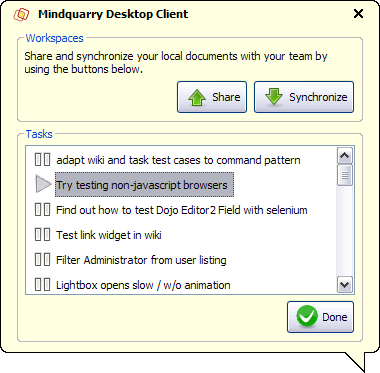 Mindquarry Desktop Client
Workspaces
Share and synchronize your local documents with your team by
using the buttons below.
Share
Synchronize
Tasks
adapt wiki and task test cases to command pattern
Try testing non-javascript browsers
Find out how to test Dojo Editor2 Field with selenium
Test link widget in wiki
Filter Administrator from user listing
Lightbox opens slow / w/o animation
Done